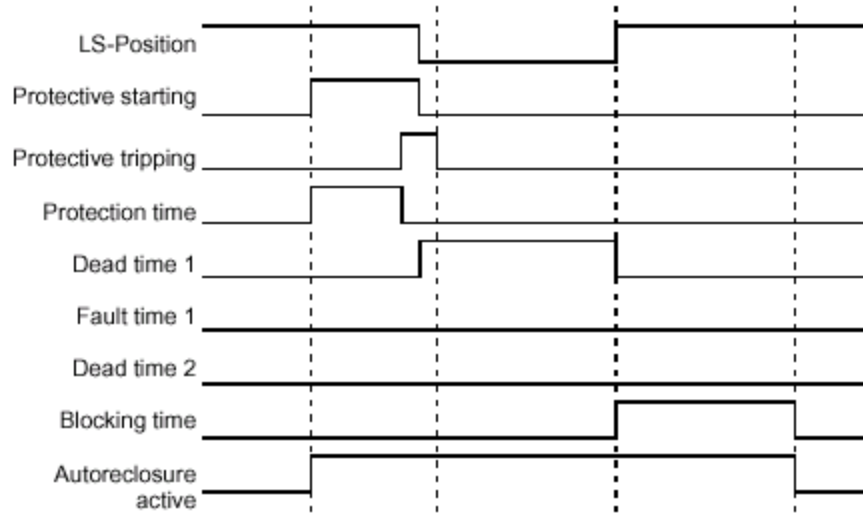 LS-Position
Protective starting
Protective tripping
Protection time
Dead time 1
Fault time 1
Dead time 2
Blocking time
Autoreclosure
active